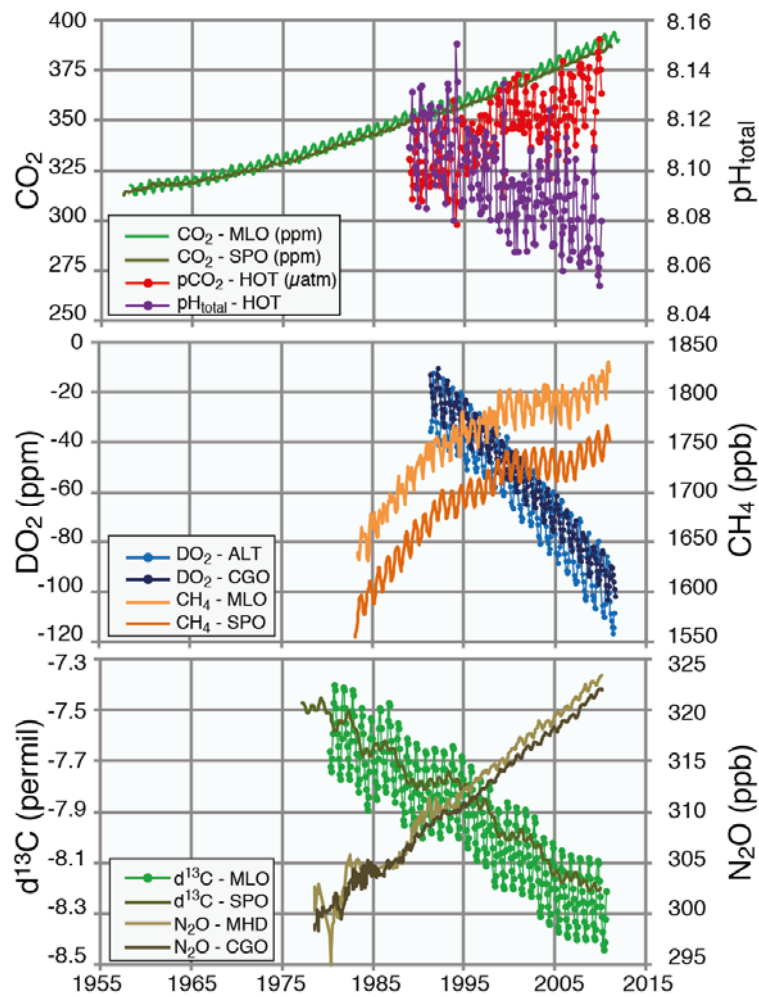 400
375
350
325
300
275
250
CO₂
8.16
8.14
8.12
8.10
8.08
8.06
8.04
pH total
CO₂ - MLO (ppm)
CO₂ - SPO (ppm)
pCO₂ - HOT (µatm)
pH total - HOT
0
-20
-40
-60
-80
-100
-120
DO₂ (ppm)
1850
1800
1750
1700
1650
1600
1550
CH₄ (ppb)
DO₂ - ALT
DO₂ - CGO
CH₄ - MLO
CH₄ - SPO
-7.3
-7.5
-7.7
-7.9
-8.1
-8.3
-8.5
d¹³C (permil)
325
320
315
310
305
300
295
N₂O (ppb)
d¹³C - MLO
d¹³C - SPO
N₂O - MHD
N₂O - CGO
1955 1965 1975 1985 1995 2005 2015